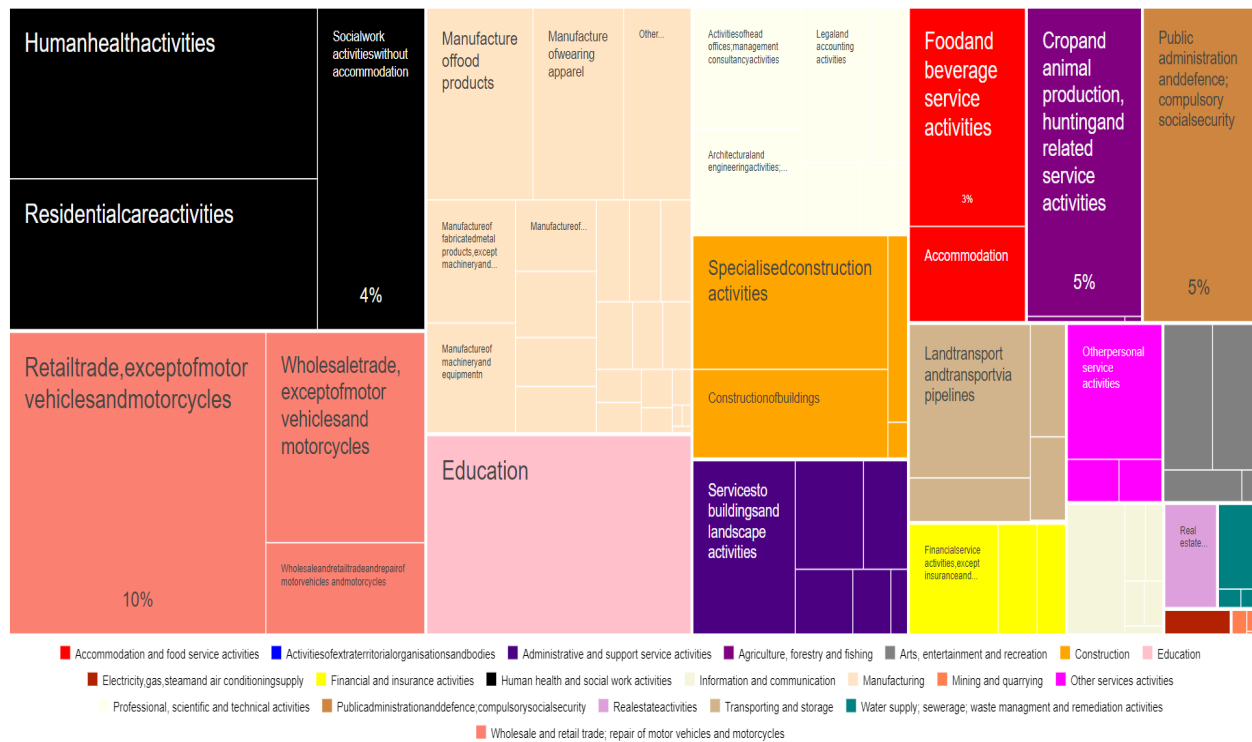 Humanhealthactivities
Socialwork
activitieswithout
accommodation
4%
Residentialcareactivities
Retailtrade,exceptofmotor
vehiclesandmotorcycles
10%
Wholesaletrade,
exceptofmotor
vehiclesand
motorcycles
Wholesaleandretailtradeandrepairof
motorvehicles andmotorcycles
Manufacture
offood
products
Manufacture
ofwearing
apparel
Other...
Manufactureof
fabricatedmetal
products,except
machineryand...
Manufactureof...
Manufactureof
machineryand
equipmentn
Education
Activitiesofhead
offices;management
consultancyactivities
Legaland
accounting
activities
Architecturaland
engineeringactivities;...
Specialisedconstruction
activities
Constructionofbuildings
Servicesto
buildingsand
landscape
activities
Foodand
beverage
service
activities
3%
Accommodation
Cropand
animal
production,
huntingand
related
service
activities
5%
Public
administration
anddefence;
compulsory
socialsecurity
5%
Landtransport
andtransportvia
pipelines
Otherpersonal
service
activities
Financialservice
activities,except
insuranceand...
Real
estate...
Accommodation and food service activities Activitiesofextraterritorialorganisationsandbodies Administrative and support service activities Agriculture, forestry and fishing Arts, entertainment and recreation Construction Education
Electricity,gas,steamand air conditioningsupply Financial and insurance activities Human health and social work activities Information and communication Manufacturing Mining and quarrying Other services activities
Professional, scientific and technical activities Publicadministrationanddefence;compulsorysocialsecurity Realestateactivities Transporting and storage Water supply; sewerage; waste managment and remediation activities
Wholesale and retail trade; repair of motor vehicles and motorcycles